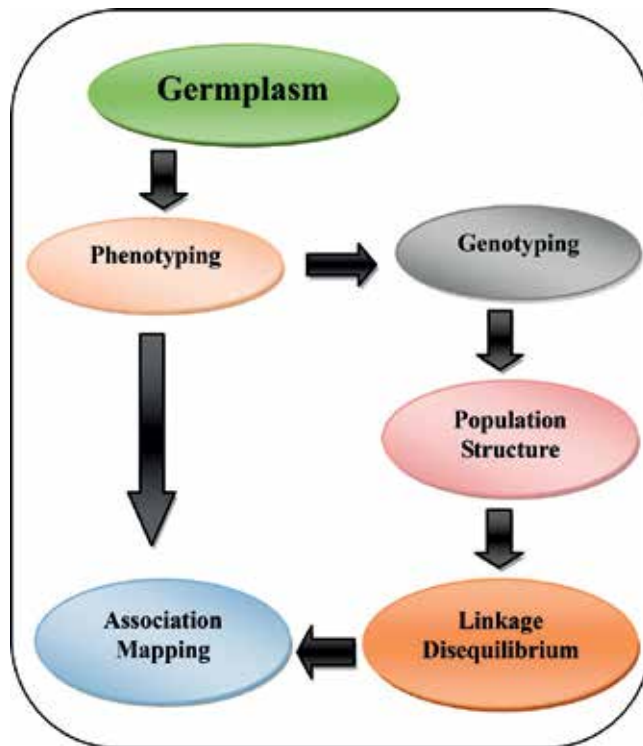 Germplasm
Phenotyping
Genotyping
Population
Structure
Association
Mapping
Linkage
Disequilibrium